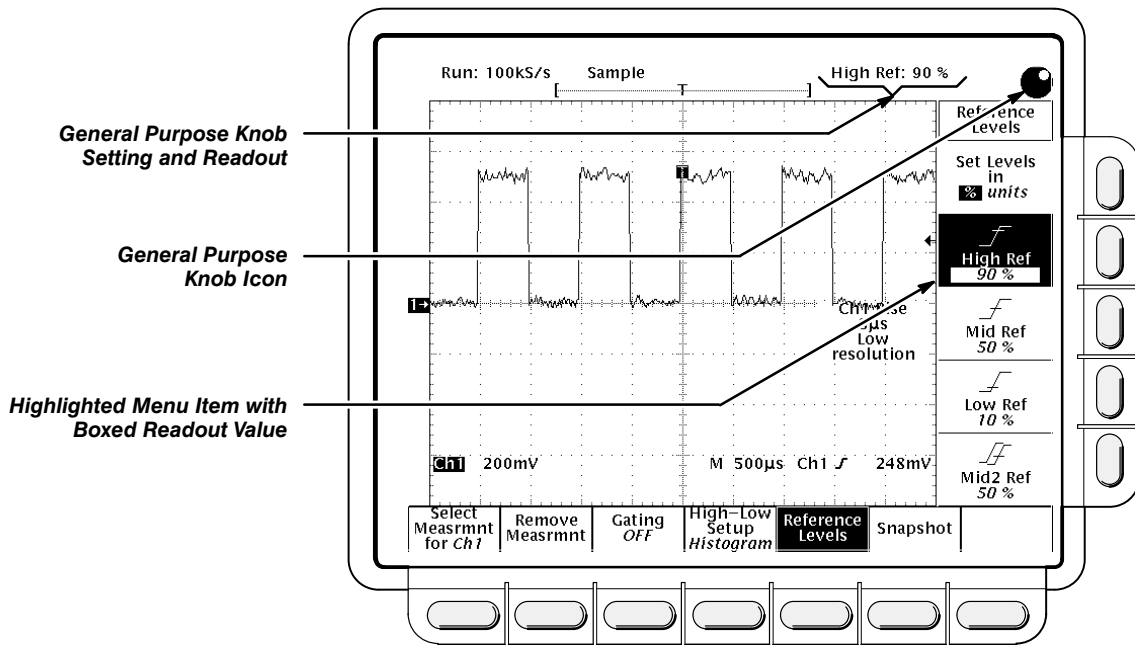 Run: 100kS/s Sample High Ref: 90 %
General Purpose Knob
Setting and Readout
General Purpose
Knob Icon
Highlighted Menu Item with
Boxed Readout Value
Reference
Levels
Set Levels
in
% units
High Ref
90 %
Mid Ref
50 %
Low Ref
10 %
Mid2 Ref
50 %
T
1→
Ch1
µs
Low
resolution
Ch1 200mV M 500µs Ch1 248mV
Select
Measrmnt
for Ch1
Remove
Measrmnt
Gating
OFF
High–Low
Setup
Histogram
Reference
Levels
Snapshot